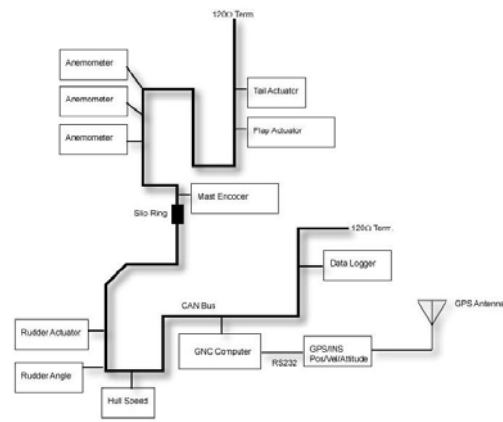 120Ω Term.
Anemometer
Anemometer
Anemometer
Tail Actuator
Flap Actuator
Mast Encoder
Slip Ring
120Ω Term.
Data Logger
CAN Bus
GPS Antenna
Rudder Actuator
GNC Computer
RS232
GPS/INS
Pos/Vel/Attitude
Rudder Angle
Hull Speed